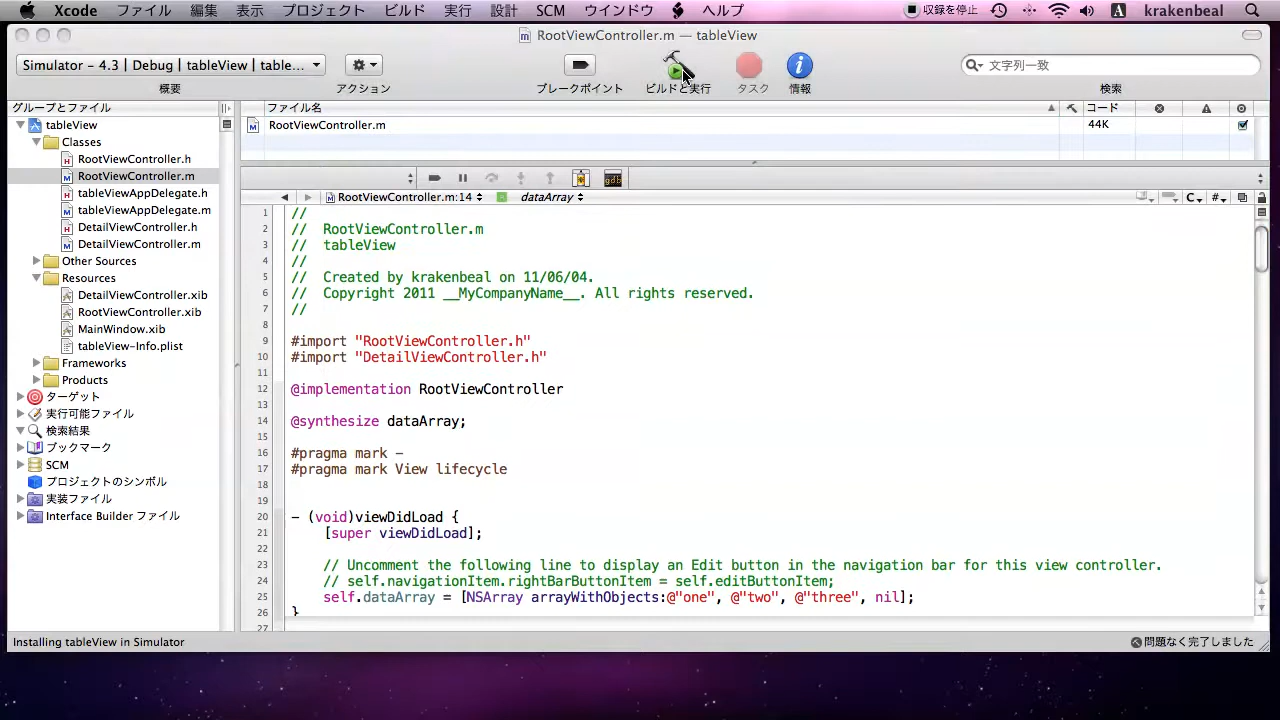 Xcode ファイル 編集 表示 プロジェクト ビルド 実行 設計 SCM ウインドウ ヘルプ 収録を停止 A krakenbeal
RootViewController.m — tableView
Simulator - 4.3 | Debug | tableView | table...
文字列一致
概要 アクション ブレークポイント ビルドと実行 タスク 情報 検索
グループとファイル
ファイル名 コード
tableView
RootViewController.m 44K
Classes
RootViewController.h
RootViewController.m
tableViewAppDelegate.h
tableViewAppDelegate.m
DetailViewController.h
DetailViewController.m
Other Sources
Resources
DetailViewController.xib
RootViewController.xib
MainWindow.xib
tableView-Info.plist
Frameworks
Products
ターゲット
実行可能ファイル
検索結果
ブックマーク
SCM
プロジェクトのシンボル
実装ファイル
Interface Builder ファイル
gdb
RootViewController.m:14 dataArray C #
1 //
2 // RootViewController.m
3 // tableView
4 //
5 // Created by krakenbeal on 11/06/04.
6 // Copyright 2011 __MyCompanyName__. All rights reserved.
7 //
8
9 #import "RootViewController.h"
10 #import "DetailViewController.h"
11
12 @implementation RootViewController
13
14 @synthesize dataArray;
15
16 #pragma mark -
17 #pragma mark View lifecycle
18
19
20 - (void)viewDidLoad {
21 [super viewDidLoad];
22
23 // Uncomment the following line to display an Edit button in the navigation bar for this view controller.
24 // self.navigationItem.rightBarButtonItem = self.editButtonItem;
25 self.dataArray = [NSArray arrayWithObjects:@"one", @"two", @"three", nil];
26 }
27
Installing tableView in Simulator 問題なく完了しました